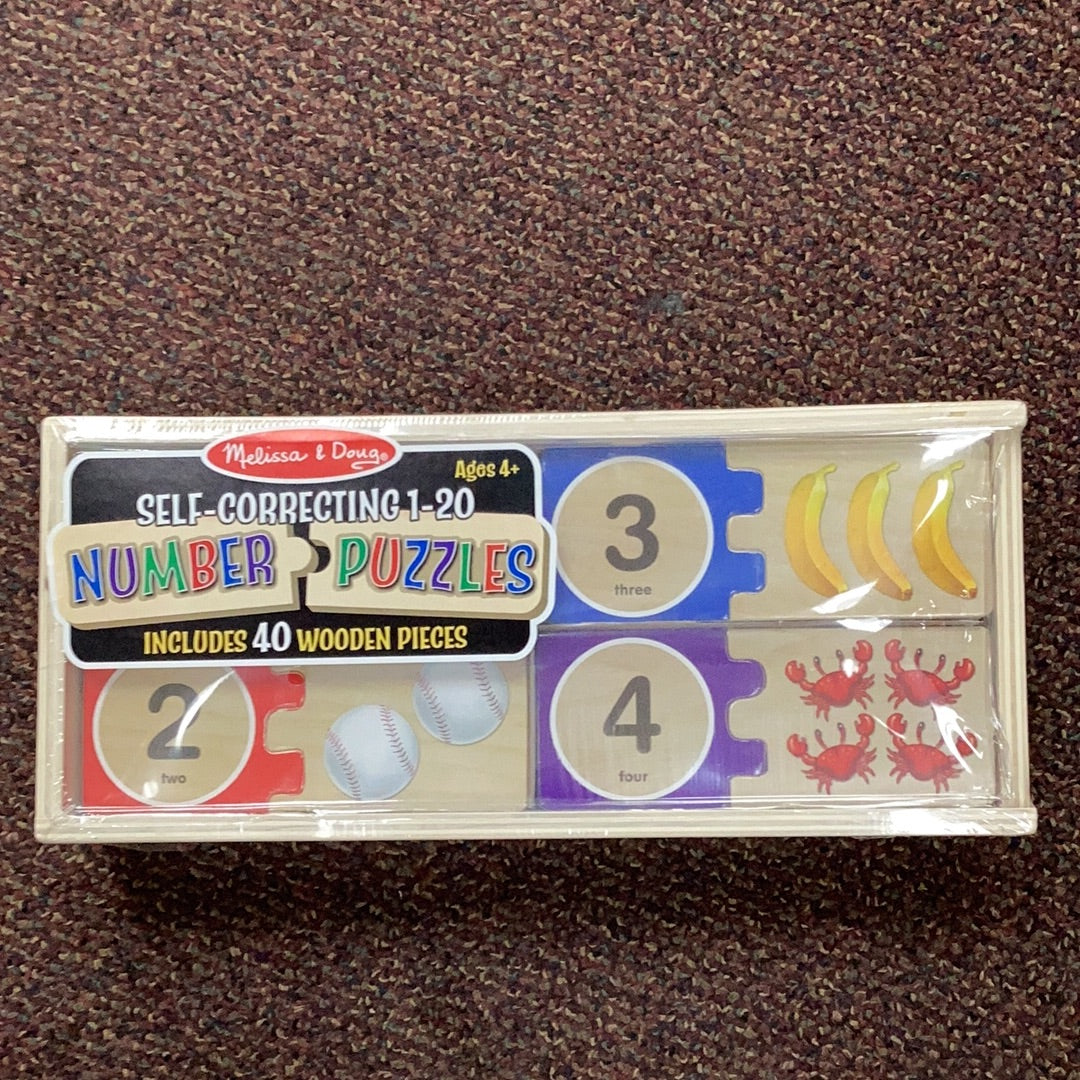 Melissa & Doug®
Ages 4+
SELF-CORRECTING 1-20
NUMBER PUZZLES
INCLUDES 40 WOODEN PIECES
3
three
2
two
4
four